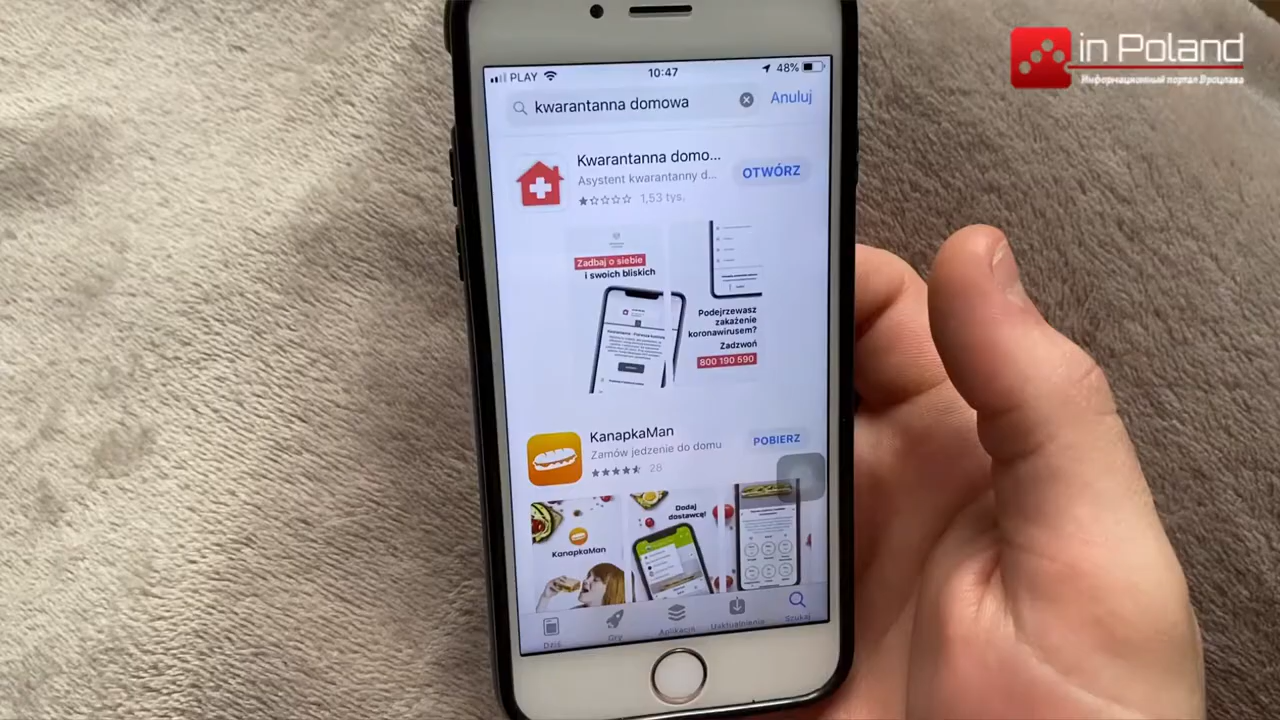 in Poland
Информационный портал Вроцлава
PLAY
10:47
48%
kwarantanna domowa
Anuluj
Kwarantanna domo...
Asystent kwarantanny d...
OTWÓRZ
1,53 tys.
Zadbaj o siebie
i swoich bliskich
Podejrzewasz
zakażenie
koronawirusem?
Zadzwoń
800 190 590
KanapkaMan
Zamów jedzenie do domu
POBIERZ
28
KanapkaMan
Dodaj
dostawcę!
Dziś
Gry
Aplikacje
Uaktualnienia
Szukaj